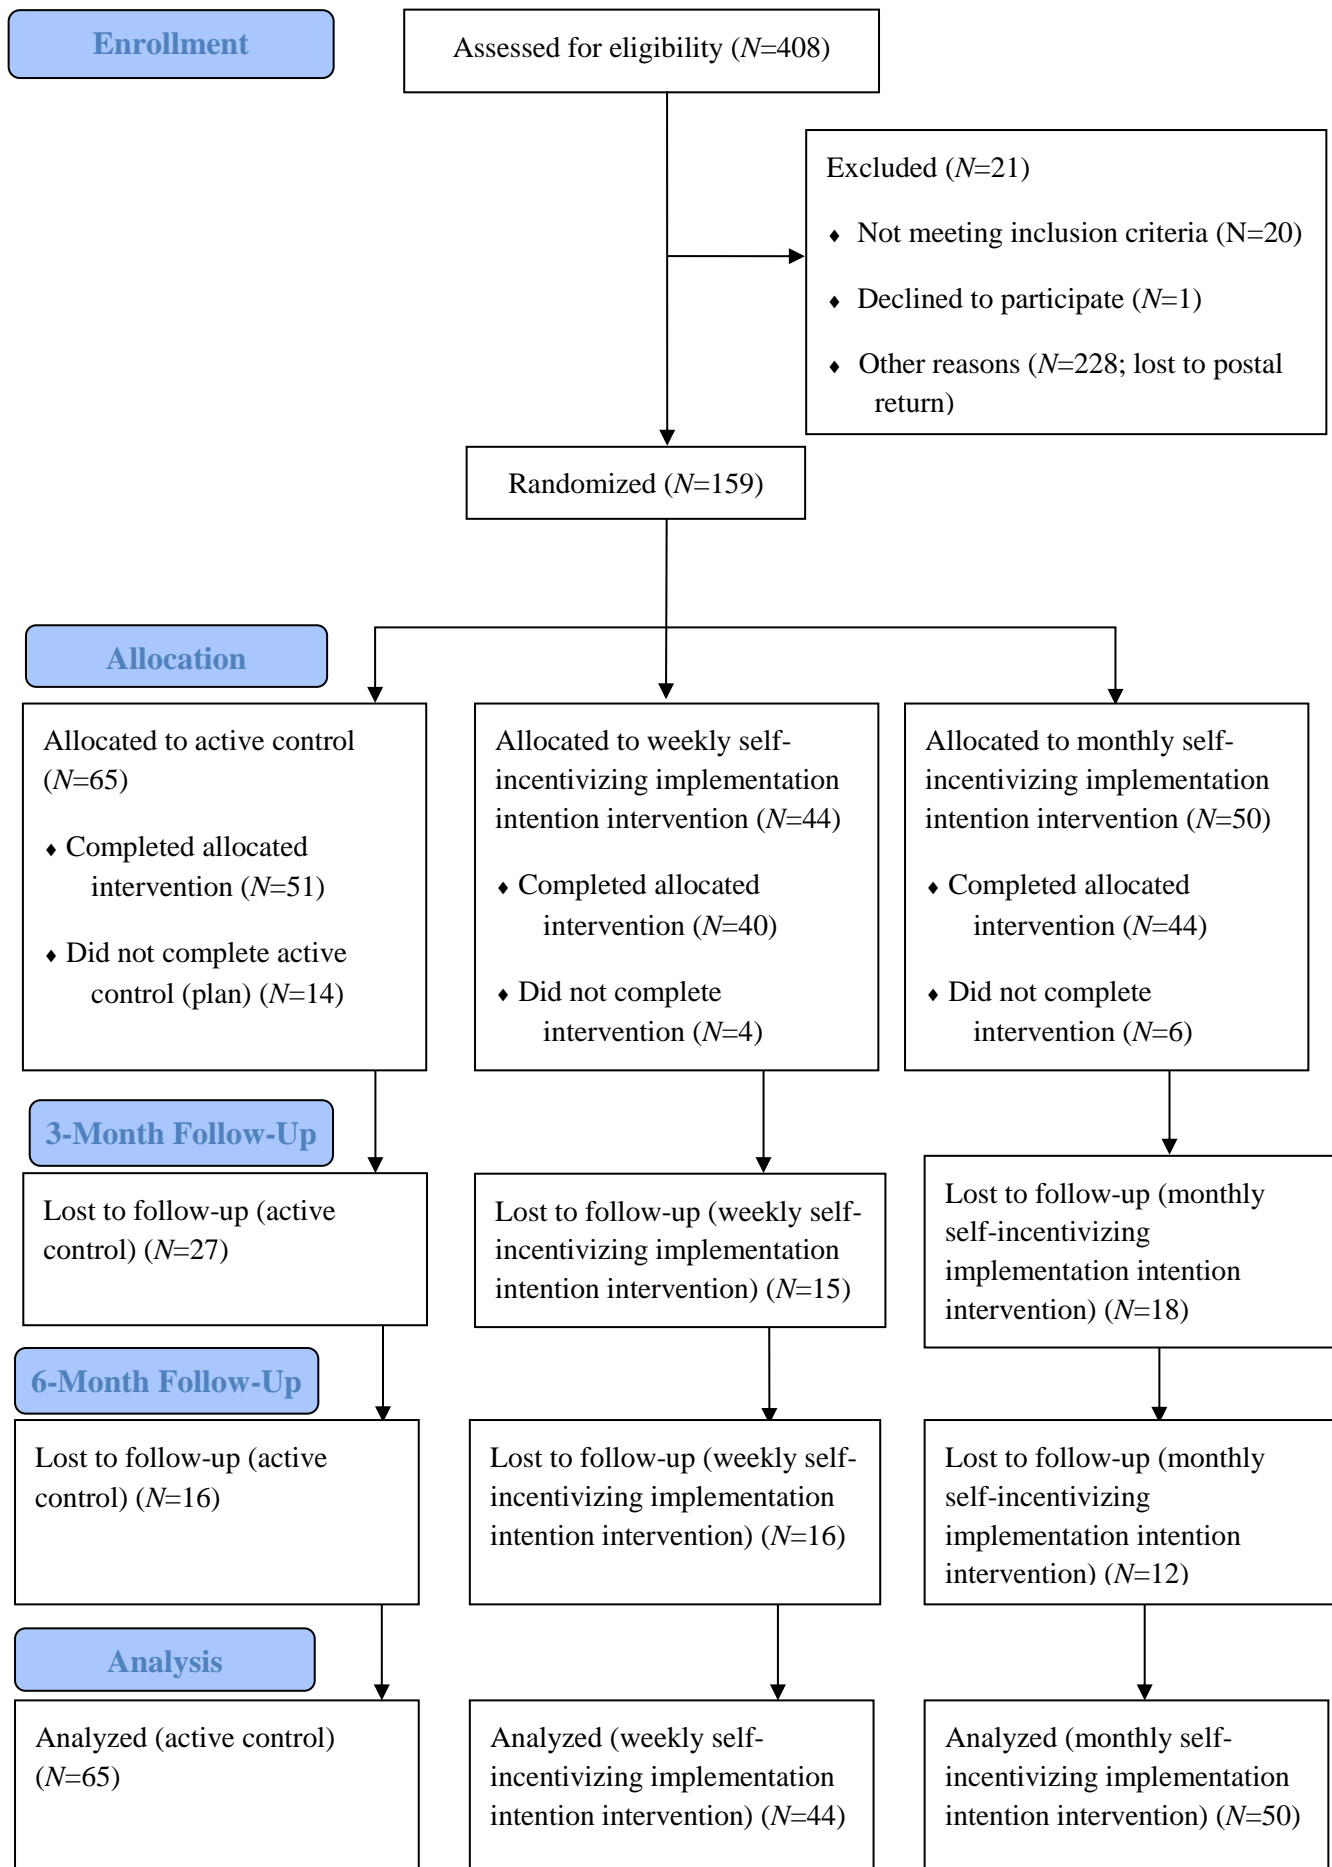 Enrollment
Assessed for eligibility (N=408)
Excluded (N=21)
♦ Not meeting inclusion criteria (N=20)
♦ Declined to participate (N=1)
♦ Other reasons (N=228; lost to postal
return)
Randomized (N=159)
Allocation
Allocated to active control
(N=65)
♦ Completed allocated
intervention (N=51)
♦ Did not complete active
control (plan) (N=14)
Allocated to weekly self-
incentivizing implementation
intention intervention (N=44)
♦ Completed allocated
intervention (N=40)
♦ Did not complete
intervention (N=4)
Allocated to monthly self-
incentivizing implementation
intention intervention (N=50)
♦ Completed allocated
intervention (N=44)
♦ Did not complete
intervention (N=6)
3-Month Follow-Up
Lost to follow-up (active
control) (N=27)
Lost to follow-up (weekly self-
incentivizing implementation
intention intervention) (N=15)
Lost to follow-up (monthly
self-incentivizing
implementation intention
intervention) (N=18)
6-Month Follow-Up
Lost to follow-up (active
control) (N=16)
Lost to follow-up (weekly self-
incentivizing implementation
intention intervention) (N=16)
Lost to follow-up (monthly
self-incentivizing
implementation intention
intervention) (N=12)
Analysis
Analyzed (active control)
(N=65)
Analyzed (weekly self-
incentivizing implementation
intention intervention) (N=44)
Analyzed (monthly self-
incentivizing implementation
intention intervention) (N=50)